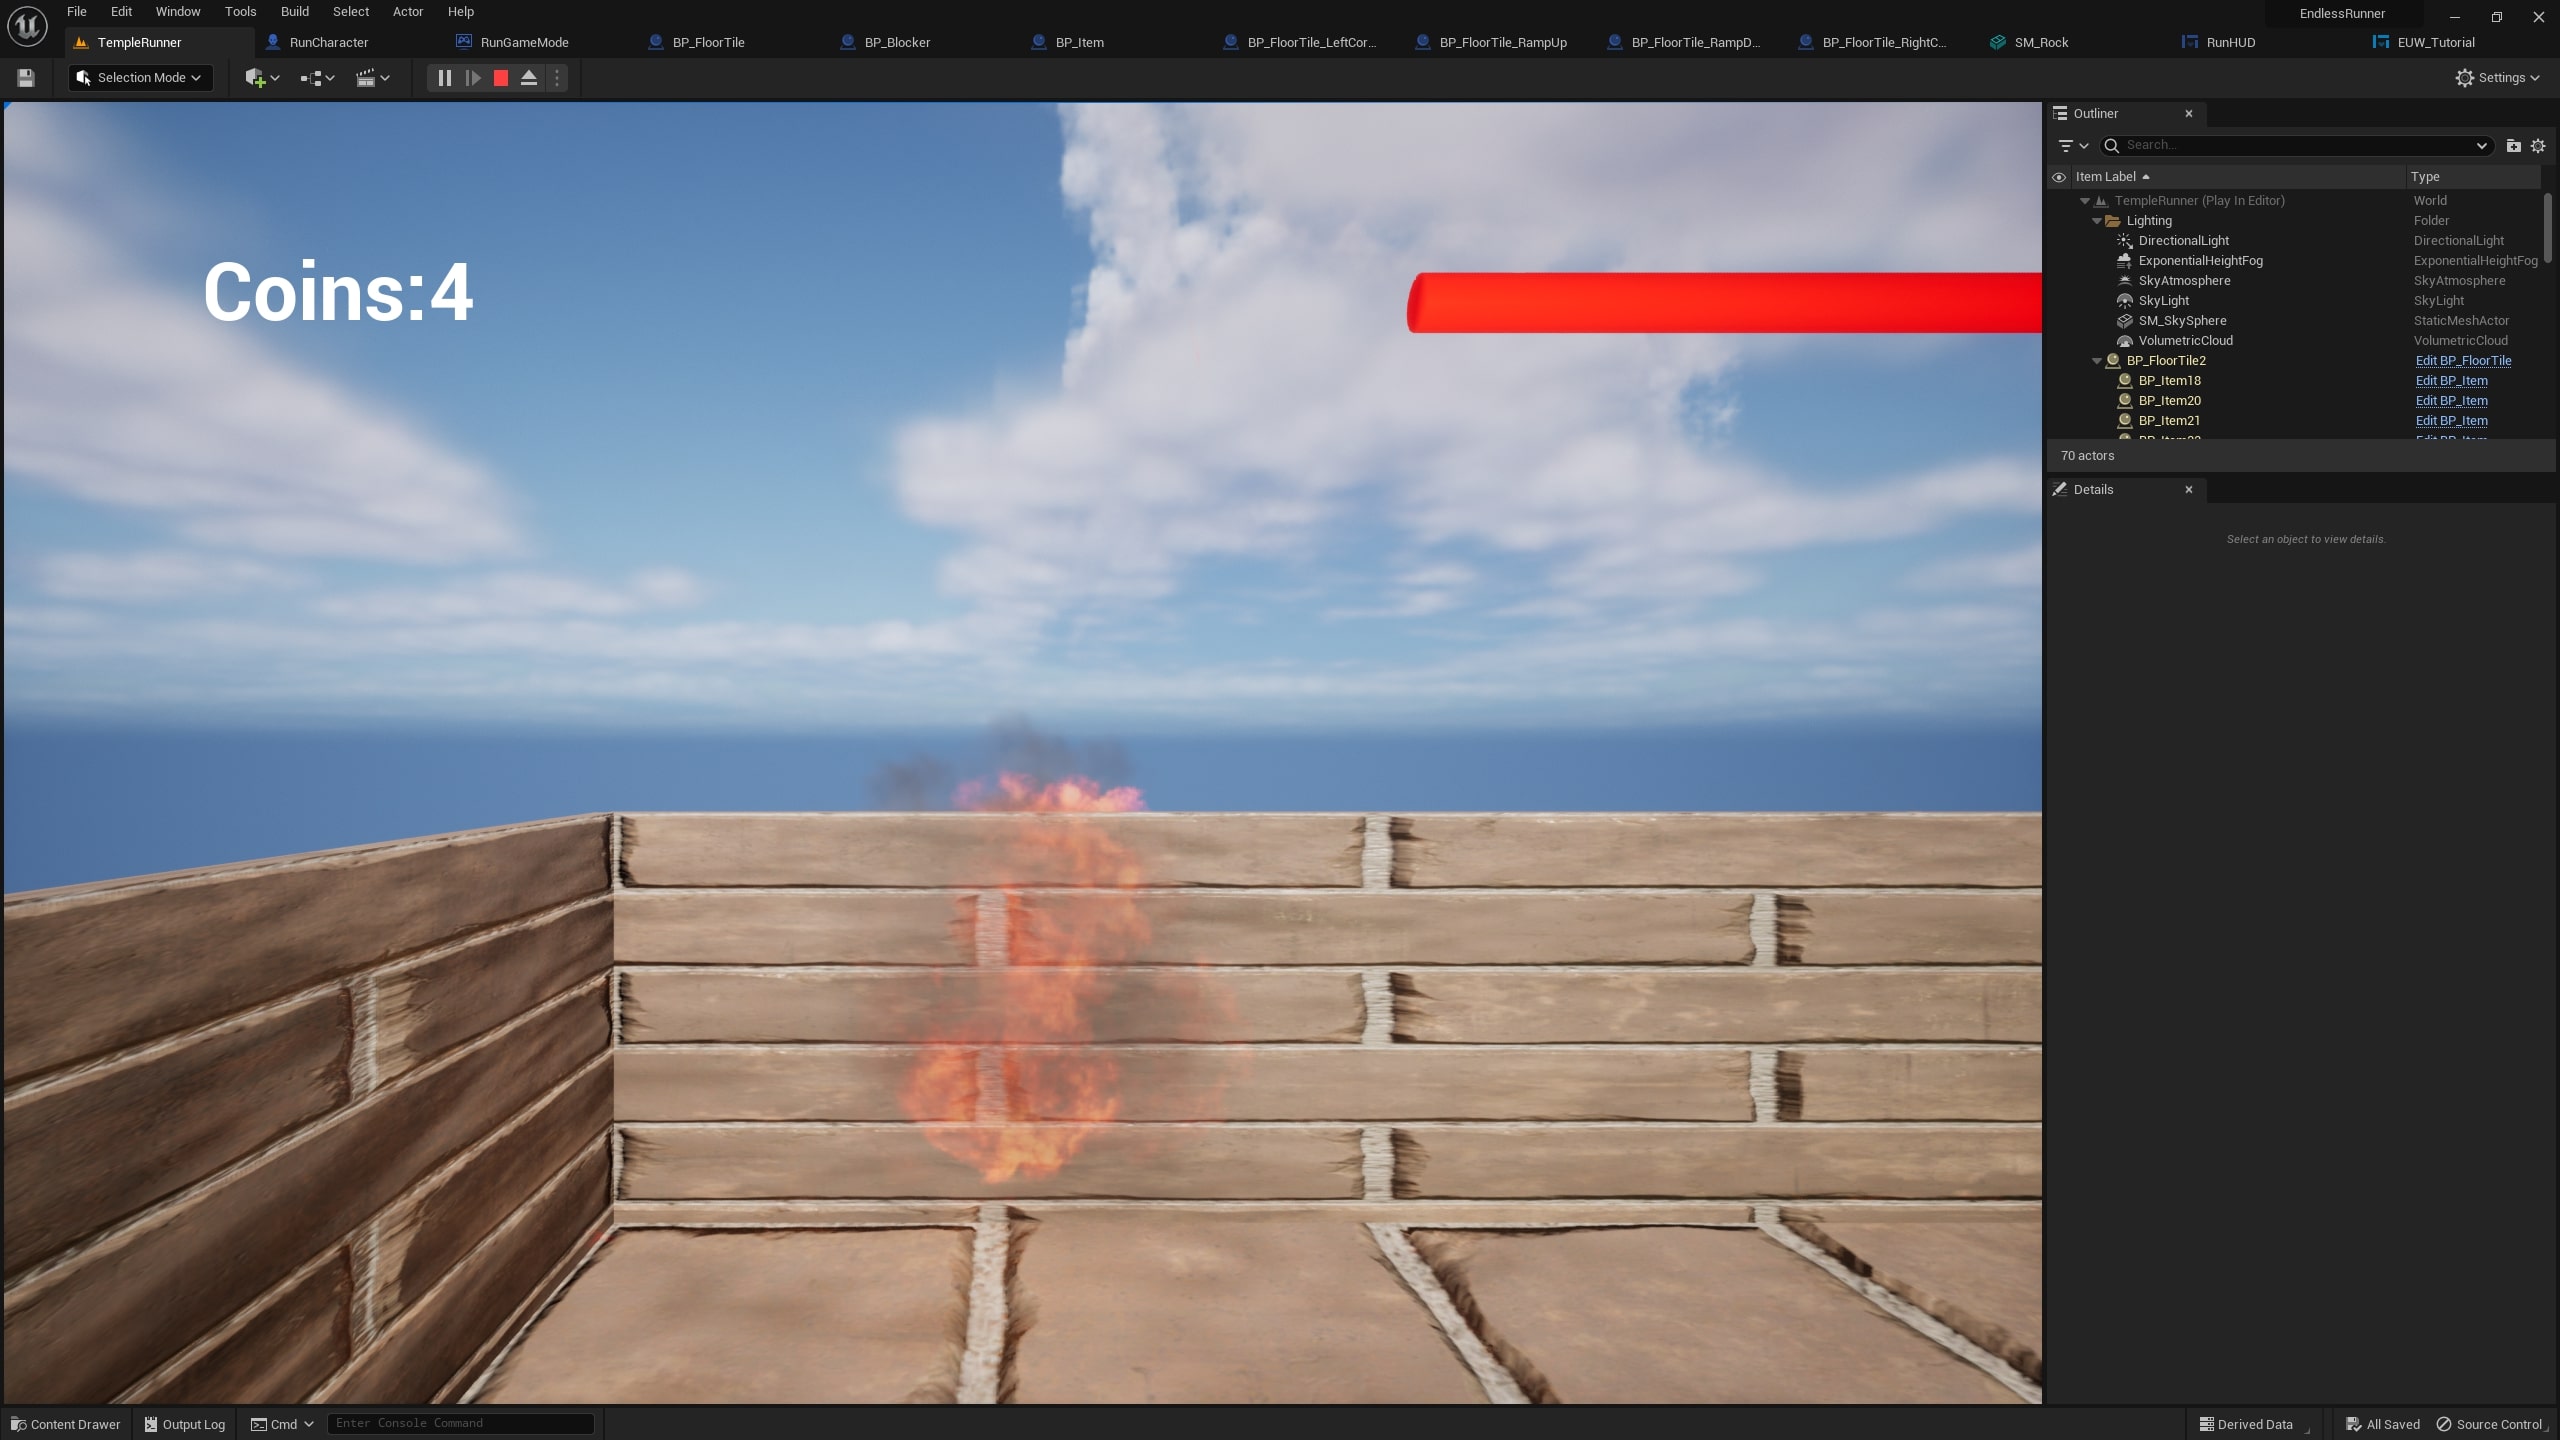 File Edit Window Tools Build Select Actor Help
EndlessRunner
TempleRunner RunCharacter RunGameMode BP_FloorTile BP_Blocker BP_Item BP_FloorTile_LeftCor... BP_FloorTile_RampUp BP_FloorTile_RampD... BP_FloorTile_RightC... SM_Rock RunHUD EUW_Tutorial
Selection Mode
Settings
Coins:4
Outliner
Search...
Item Label Type
TempleRunner (Play In Editor) World
Lighting Folder
DirectionalLight DirectionalLight
ExponentialHeightFog ExponentialHeightFog
SkyAtmosphere SkyAtmosphere
SkyLight SkyLight
SM_SkySphere StaticMeshActor
VolumetricCloud VolumetricCloud
BP_FloorTile2 Edit BP_FloorTile
BP_Item18 Edit BP_Item
BP_Item20 Edit BP_Item
BP_Item21 Edit BP_Item
70 actors
Details
Select an object to view details.
Content Drawer Output Log Cmd Enter Console Command
Derived Data All Saved Source Control